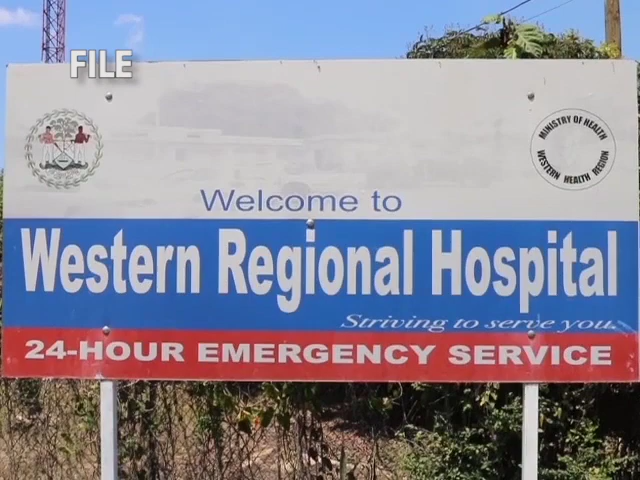 FILE
MINISTRY OF HEALTH
WESTERN HEALTH REGION
Welcome to
Western Regional Hospital
Striving to serve you.
24-HOUR EMERGENCY SERVICE